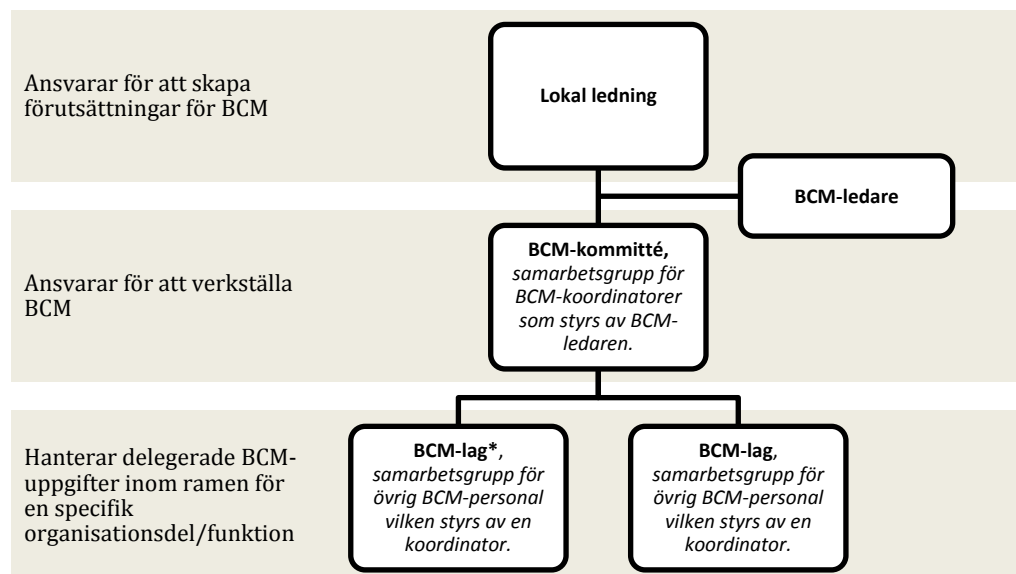 Ansvarar för att skapa
förutsättningar för BCM
Lokal ledning
BCM-ledare
Ansvarar för att verkställa
BCM
BCM-kommitté,
samarbetsgrupp för
BCM-koordinatorer
som styrs av BCM-
ledaren.
Hanterar delegerade BCM-
uppgifter inom ramen för
en specifik
organisationsdel/funktion
BCM-lag*,
samarbetsgrupp för
övrig BCM-personal
vilken styrs av en
koordinator.
BCM-lag,
samarbetsgrupp för
övrig BCM-personal
vilken styrs av en
koordinator.